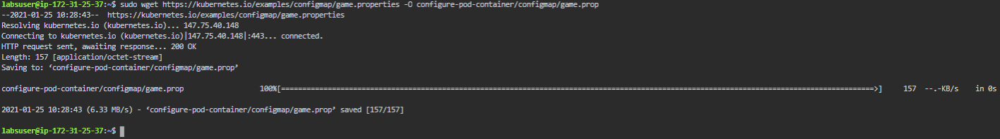 labsuser@ip-172-31-25-37:~$ sudo wget https://kubernetes.io/examples/configmap/game.properties -O configure-pod-container/configmap/game.prop
--2021-01-25 10:28:43--  https://kubernetes.io/examples/configmap/game.properties
Resolving kubernetes.io (kubernetes.io)... 147.75.40.148
Connecting to kubernetes.io (kubernetes.io)|147.75.40.148|:443... connected.
HTTP request sent, awaiting response... 200 OK
Length: 157 [application/octet-stream]
Saving to: ‘configure-pod-container/configmap/game.prop’
configure-pod-container/configmap/game.prop 100%[============================================================================================================================================>] 157 --.-KB/s in 0s
2021-01-25 10:28:43 (6.33 MB/s) - ‘configure-pod-container/configmap/game.prop’ saved [157/157]
labsuser@ip-172-31-25-37:~$